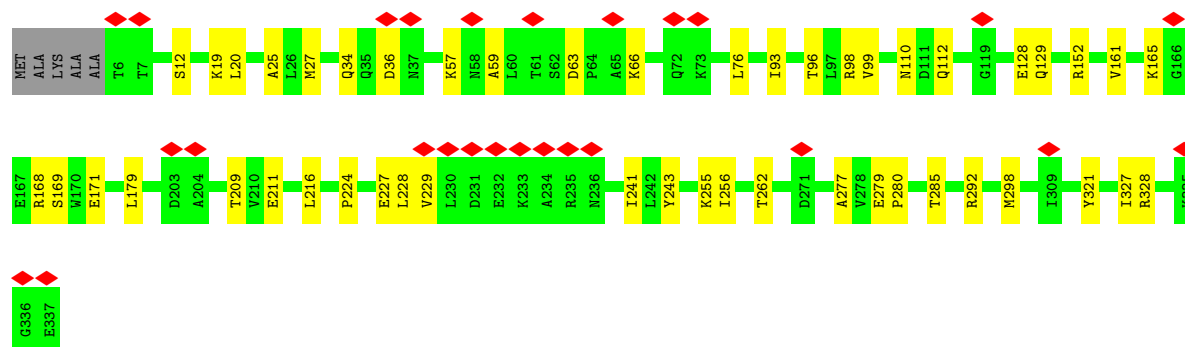 MET ALA LYS ALA ALA T6 T7 S12 K19 L20 A25 L26 M27 Q34 Q35 D36 N37 K57 N58 A59 L60 T61 S62 D63 P64 A65 K66 Q72 K73 L76 I93 T96 L97 R98 V99 N110 D111 Q112 G119 E128 Q129 R152 V161 K165 G166
E167 R168 S169 W170 E171 L179 D203 A204 T209 V210 E211 L216 P224 E227 L228 V229 L230 D231 E232 K233 A234 R235 N236 I241 L242 Y243 K255 I256 T262 D271 A277 V278 E279 P280 T285 R292 M298 I309 Y321 I327 R328
G336 E337